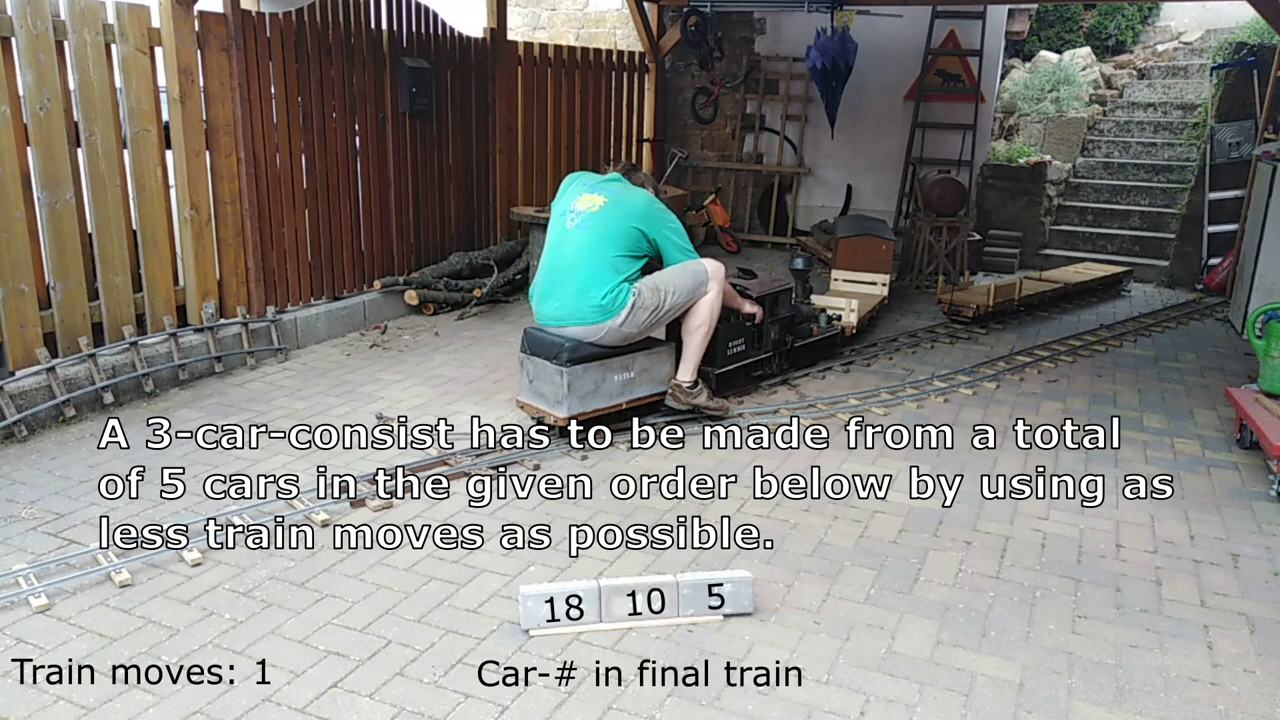 A 3-car-consist has to be made from a total
of 5 cars in the given order below by using as
less train moves as possible.
18 10 5
Train moves: 1
Car-# in final train